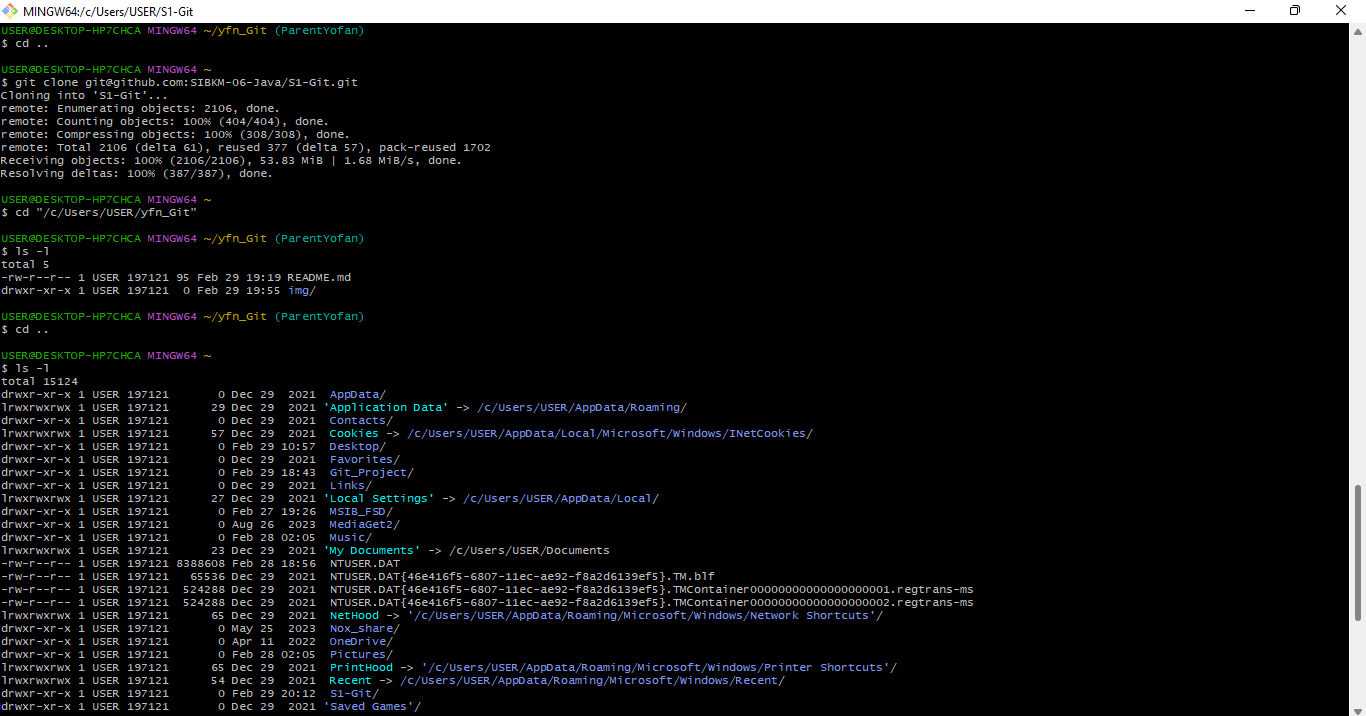 MINGW64:/c/Users/USER/S1-Git
USER@DESKTOP-HP7CHCA MINGW64 ~/yfn_Git (ParentYofan)
$ cd ..
USER@DESKTOP-HP7CHCA MINGW64 ~
$ git clone git@github.com:SIBKM-06-Java/S1-Git.git
Cloning into 'S1-Git'...
remote: Enumerating objects: 2106, done.
remote: Counting objects: 100% (404/404), done.
remote: Compressing objects: 100% (308/308), done.
remote: Total 2106 (delta 61), reused 377 (delta 57), pack-reused 1702
Receiving objects: 100% (2106/2106), 53.83 MiB | 1.68 MiB/s, done.
Resolving deltas: 100% (387/387), done.
USER@DESKTOP-HP7CHCA MINGW64 ~
$ cd "/c/Users/USER/yfn_Git"
USER@DESKTOP-HP7CHCA MINGW64 ~/yfn_Git (ParentYofan)
$ ls -l
total 5
-rw-r--r-- 1 USER 197121 95 Feb 29 19:19 README.md
drwxr-xr-x 1 USER 197121  0 Feb 29 19:55 img/
USER@DESKTOP-HP7CHCA MINGW64 ~/yfn_Git (ParentYofan)
$ cd ..
USER@DESKTOP-HP7CHCA MINGW64 ~
$ ls -l
total 15124
drwxr-xr-x 1 USER 197121       0 Dec 29  2021  AppData/
lrwxrwxrwx 1 USER 197121      29 Dec 29  2021 'Application Data' -> /c/Users/USER/AppData/Roaming/
drwxr-xr-x 1 USER 197121       0 Dec 29  2021  Contacts/
lrwxrwxrwx 1 USER 197121      57 Dec 29  2021  Cookies -> /c/Users/USER/AppData/Local/Microsoft/Windows/INetCookies/
drwxr-xr-x 1 USER 197121       0 Feb 29 10:57  Desktop/
drwxr-xr-x 1 USER 197121       0 Dec 29  2021  Favorites/
drwxr-xr-x 1 USER 197121       0 Feb 29 18:43  Git_Project/
drwxr-xr-x 1 USER 197121       0 Dec 29  2021  Links/
lrwxrwxrwx 1 USER 197121      27 Dec 29  2021 'Local Settings' -> /c/Users/USER/AppData/Local/
drwxr-xr-x 1 USER 197121       0 Feb 27 19:26  MSIB_FSD/
drwxr-xr-x 1 USER 197121       0 Aug 26  2023  MediaGet2/
drwxr-xr-x 1 USER 197121       0 Feb 28 02:05  Music/
lrwxrwxrwx 1 USER 197121      23 Dec 29  2021 'My Documents' -> /c/Users/USER/Documents
-rw-r--r-- 1 USER 197121 8388608 Feb 28 18:56  NTUSER.DAT
-rw-r--r-- 1 USER 197121   65536 Dec 29  2021  NTUSER.DAT{46e416f5-6807-11ec-ae92-f8a2d6139ef5}.TM.blf
-rw-r--r-- 1 USER 197121  524288 Dec 29  2021  NTUSER.DAT{46e416f5-6807-11ec-ae92-f8a2d6139ef5}.TMContainer00000000000000000001.regtrans-ms
-rw-r--r-- 1 USER 197121  524288 Dec 29  2021  NTUSER.DAT{46e416f5-6807-11ec-ae92-f8a2d6139ef5}.TMContainer00000000000000000002.regtrans-ms
lrwxrwxrwx 1 USER 197121      65 Dec 29  2021  NetHood -> '/c/Users/USER/AppData/Roaming/Microsoft/Windows/Network Shortcuts'/
drwxr-xr-x 1 USER 197121       0 May 25  2023  Nox_share/
drwxr-xr-x 1 USER 197121       0 Apr 11  2022  OneDrive/
drwxr-xr-x 1 USER 197121       0 Feb 28 02:05  Pictures/
lrwxrwxrwx 1 USER 197121      65 Dec 29  2021  PrintHood -> '/c/Users/USER/AppData/Roaming/Microsoft/Windows/Printer Shortcuts'/
lrwxrwxrwx 1 USER 197121      54 Dec 29  2021  Recent -> /c/Users/USER/AppData/Roaming/Microsoft/Windows/Recent/
drwxr-xr-x 1 USER 197121       0 Feb 29 20:12  S1-Git/
drwxr-xr-x 1 USER 197121       0 Dec 29  2021 'Saved Games'/